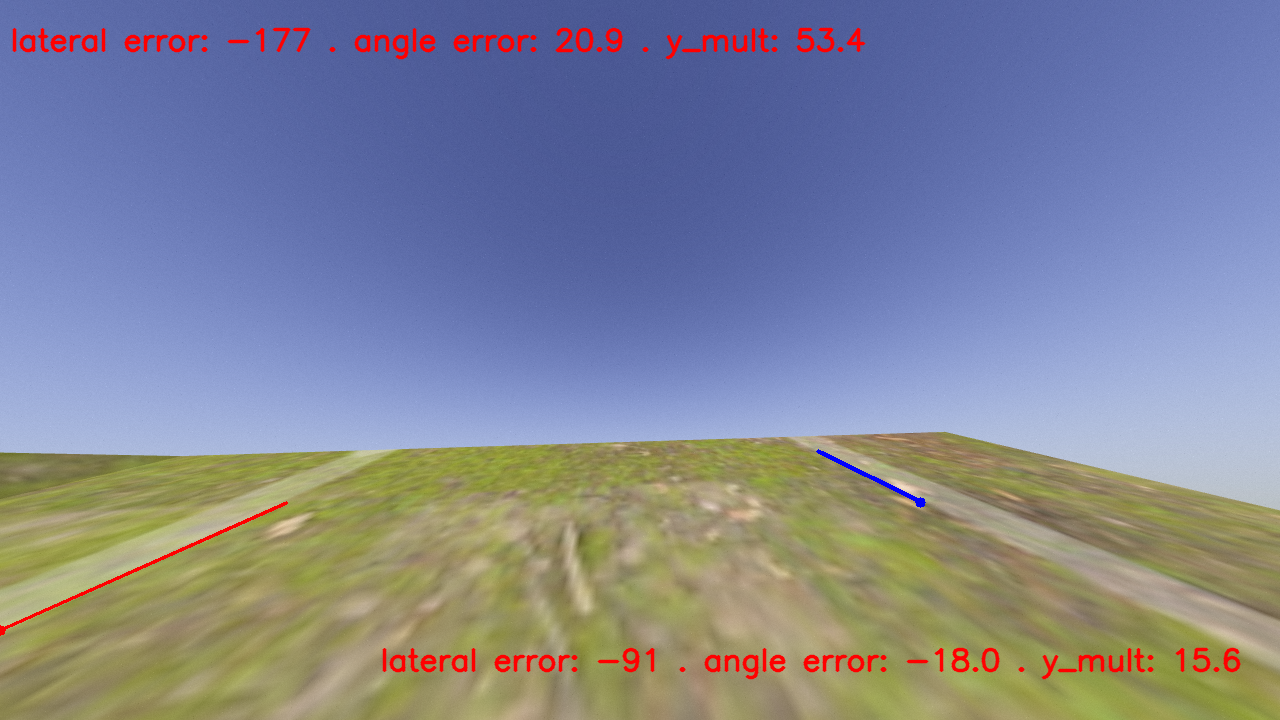 lateral error: -177 . angle error: 20.9 . y_mult: 53.4
lateral error: -91 . angle error: -18.0 . y_mult: 15.6